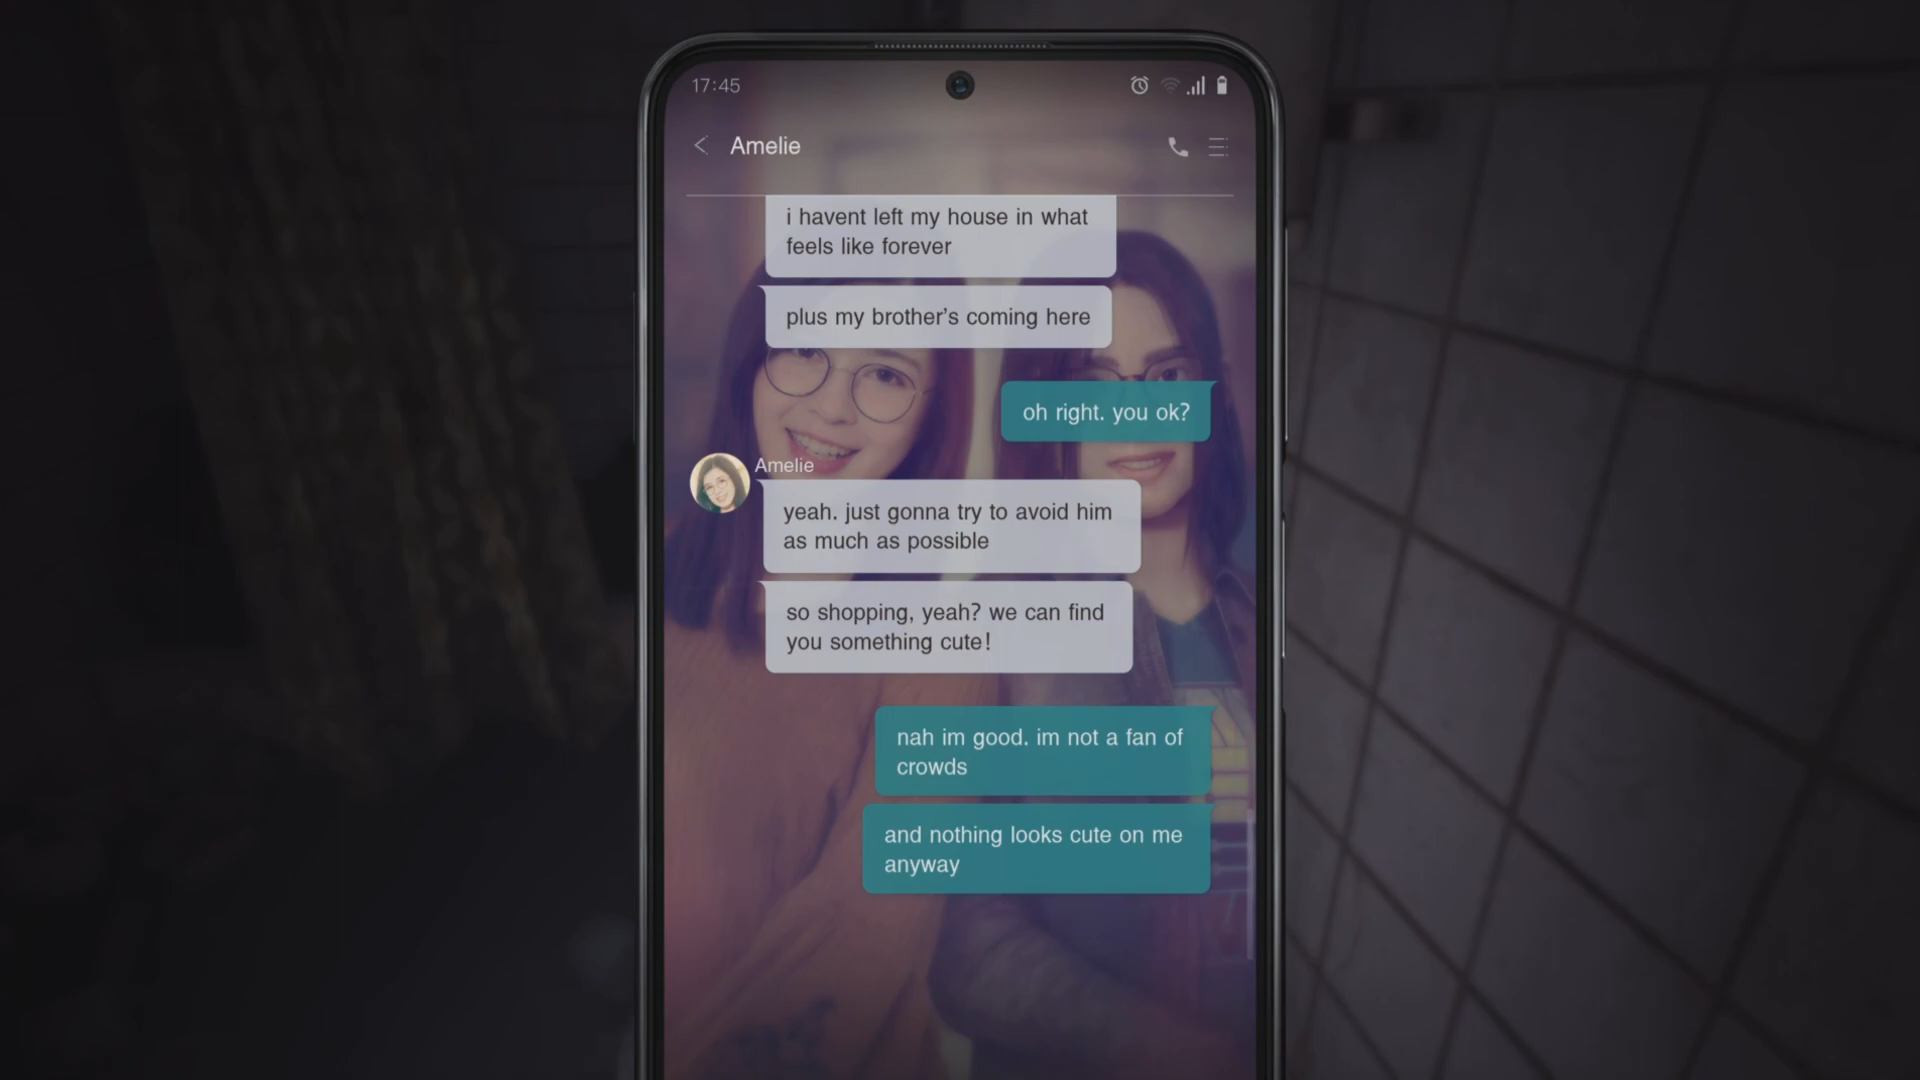 17:45
Amelie
i havent left my house in what
feels like forever
plus my brother’s coming here
oh right. you ok?
Amelie
yeah. just gonna try to avoid him
as much as possible
so shopping, yeah? we can find
you something cute!
nah im good. im not a fan of
crowds
and nothing looks cute on me
anyway